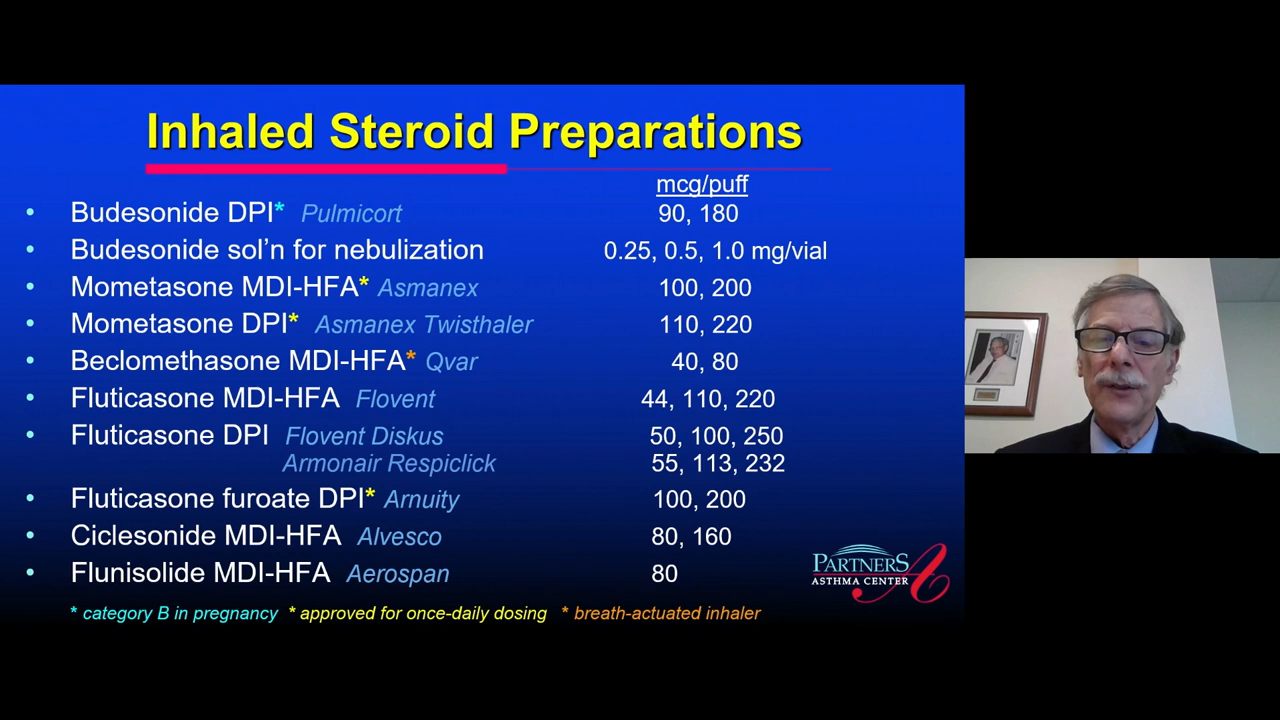 Inhaled Steroid Preparations
mcg/puff
• Budesonide DPI* Pulmicort 90, 180
• Budesonide sol’n for nebulization 0.25, 0.5, 1.0 mg/vial
• Mometasone MDI-HFA* Asmanex 100, 200
• Mometasone DPI* Asmanex Twisthaler 110, 220
• Beclomethasone MDI-HFA* Qvar 40, 80
• Fluticasone MDI-HFA Flovent 44, 110, 220
• Fluticasone DPI Flovent Diskus 50, 100, 250
Armonair Respiclick 55, 113, 232
• Fluticasone furoate DPI* Arnuity 100, 200
• Ciclesonide MDI-HFA Alvesco 80, 160
• Flunisolide MDI-HFA Aerospan 80
PARTNERS
ASTHMA CENTER
* category B in pregnancy * approved for once-daily dosing * breath-actuated inhaler